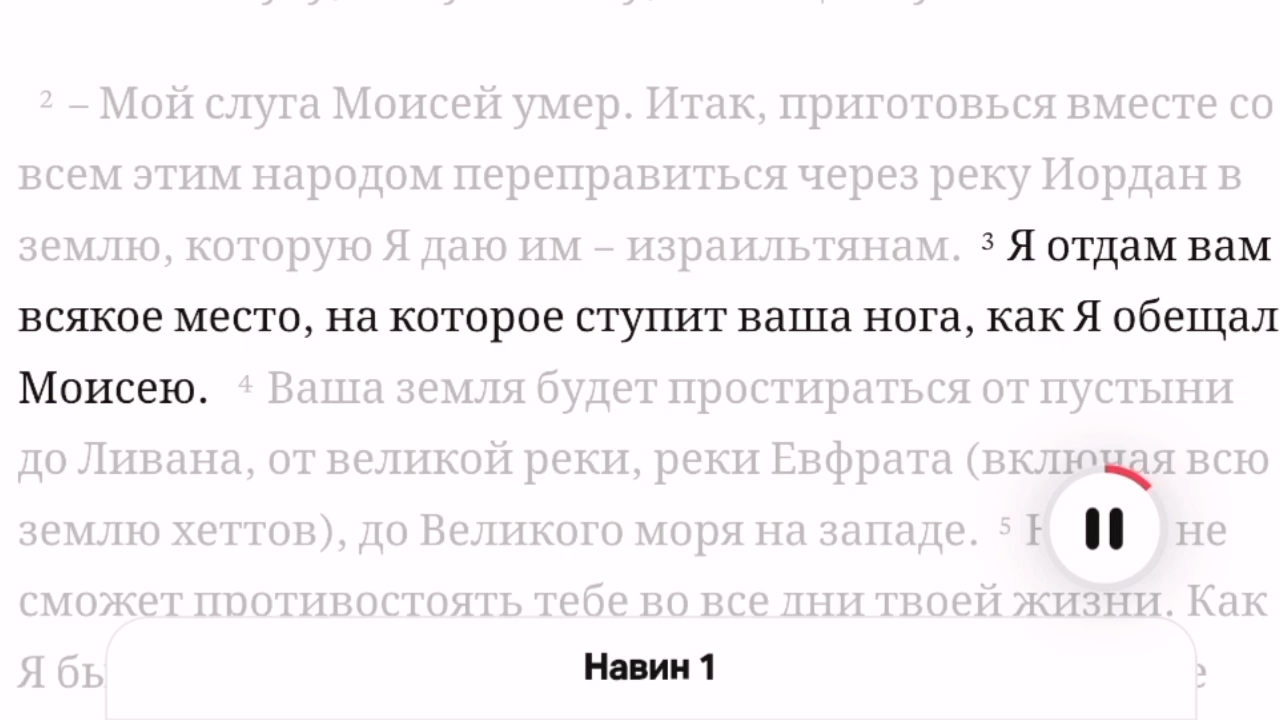 2 – Мой слуга Моисей умер. Итак, приготовься вместе со
всем этим народом переправиться через реку Иордан в
землю, которую Я даю им – израильтянам. 3 Я отдам вам
всякое место, на которое ступит ваша нога, как Я обещал
Моисею. 4 Ваша земля будет простираться от пустыни
до Ливана, от великой реки, реки Евфрата (включая всю
землю хеттов), до Великого моря на западе. 5 не
сможет противостоять тебе во все дни твоей жизни. Как
Я
Навин 1